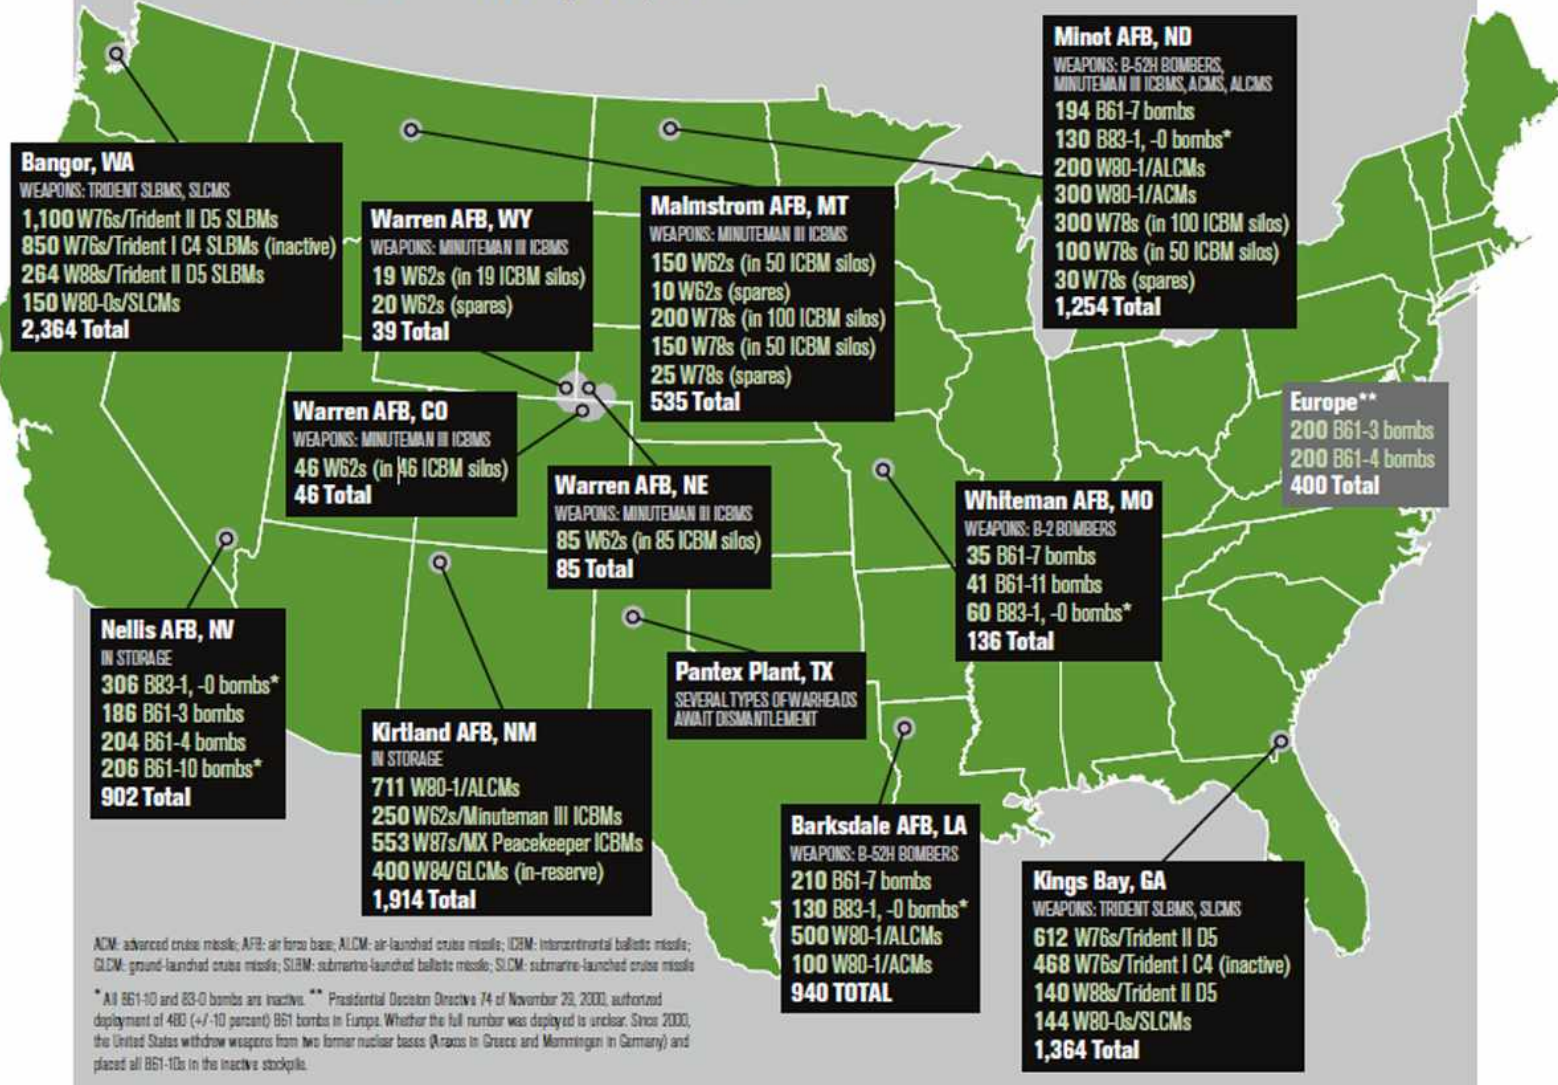 Bangor, WA
WEAPONS: TRIDENT SLBMS, SLCMS
1,100 W76s/Trident II D5 SLBMs
850 W76s/Trident I C4 SLBMs (inactive)
264 W88s/Trident II D5 SLBMs
150 W80-0s/SLCMs
2,364 Total
Warren AFB, WY
WEAPONS: MINUTEMAN III ICBMS
19 W62s (in 19 ICBM silos)
20 W62s (spares)
39 Total
Malmstrom AFB, MT
WEAPONS: MINUTEMAN III ICBMS
150 W62s (in 50 ICBM silos)
10 W62s (spares)
200 W78s (in 100 ICBM silos)
150 W78s (in 50 ICBM silos)
25 W78s (spares)
535 Total
Minot AFB, ND
WEAPONS: B-52H BOMBERS,
MINUTEMAN III ICBMS, ACMS, ALCMS
194 B61-7 bombs
130 B83-1, -0 bombs*
200 W80-1/ALCMs
300 W80-1/ACMs
300 W78s (in 100 ICBM silos)
100 W78s (in 50 ICBM silos)
30 W78s (spares)
1,254 Total
Warren AFB, CO
WEAPONS: MINUTEMAN III ICBMS
46 W62s (in 46 ICBM silos)
46 Total
Warren AFB, NE
WEAPONS: MINUTEMAN III ICBMS
85 W62s (in 85 ICBM silos)
85 Total
Europe**
200 B61-3 bombs
200 B61-4 bombs
400 Total
Whiteman AFB, MO
WEAPONS: B-2 BOMBERS
35 B61-7 bombs
41 B61-11 bombs
60 B83-1, -0 bombs*
136 Total
Nellis AFB, NV
IN STORAGE
306 B83-1, -0 bombs*
186 B61-3 bombs
204 B61-4 bombs
206 B61-10 bombs*
902 Total
Kirtland AFB, NM
IN STORAGE
711 W80-1/ALCMs
250 W62s/Minuteman III ICBMs
553 W87s/MX Peacekeeper ICBMs
400 W84/GLCMs (in-reserve)
1,914 Total
Pantex Plant, TX
SEVERAL TYPES OF WARHEADS
AWAIT DISMANTLEMENT
Barksdale AFB, LA
WEAPONS: B-52H BOMBERS
210 B61-7 bombs
130 B83-1, -0 bombs*
500 W80-1/ALCMs
100 W80-1/ACMs
940 TOTAL
Kings Bay, GA
WEAPONS: TRIDENT SLBMS, SLCMS
612 W76s/Trident II D5
468 W76s/Trident I C4 (inactive)
140 W88s/Trident II D5
144 W80-0s/SLCMs
1,364 Total
ACM: advanced cruise missile; AFB: air force base; ALCM: air-launched cruise missile; ICBM: intercontinental ballistic missile;
GLCM: ground-launched cruise missile; SLBM: submarine-launched ballistic missile; SLCM: submarine-launched cruise missile
* All B61-10 and 83-0 bombs are inactive. ** Presidential Decision Directive 74 of November 29, 2000, authorized
deployment of 480 (+/-10 percent) B61 bombs in Europe. Whether the full number was deployed is unclear. Since 2000,
the United States withdrew weapons from two former nuclear bases (Araxos in Greece and Memmingen in Germany) and
placed all B61-10s in the inactive stockpile.